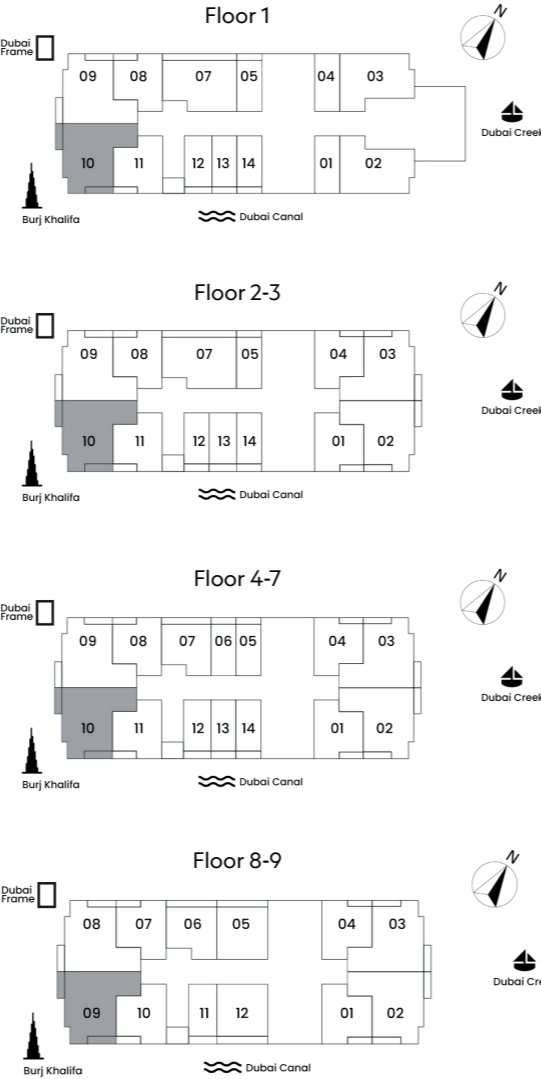 Floor 1
N
Dubai
Frame
09 08 07 05 04 03
Dubai Creek
10 11 12 13 14 01 02
Burj Khalifa
Dubai Canal
Floor 2-3
N
Dubai
Frame
09 08 07 05 04 03
Dubai Creek
10 11 12 13 14 01 02
Burj Khalifa
Dubai Canal
Floor 4-7
N
Dubai
Frame
09 08 07 06 05 04 03
Dubai Creek
10 11 12 13 14 01 02
Burj Khalifa
Dubai Canal
Floor 8-9
N
Dubai
Frame
08 07 06 05 04 03
Dubai Cre
09 10 11 12 01 02
Burj Khalifa
Dubai Canal